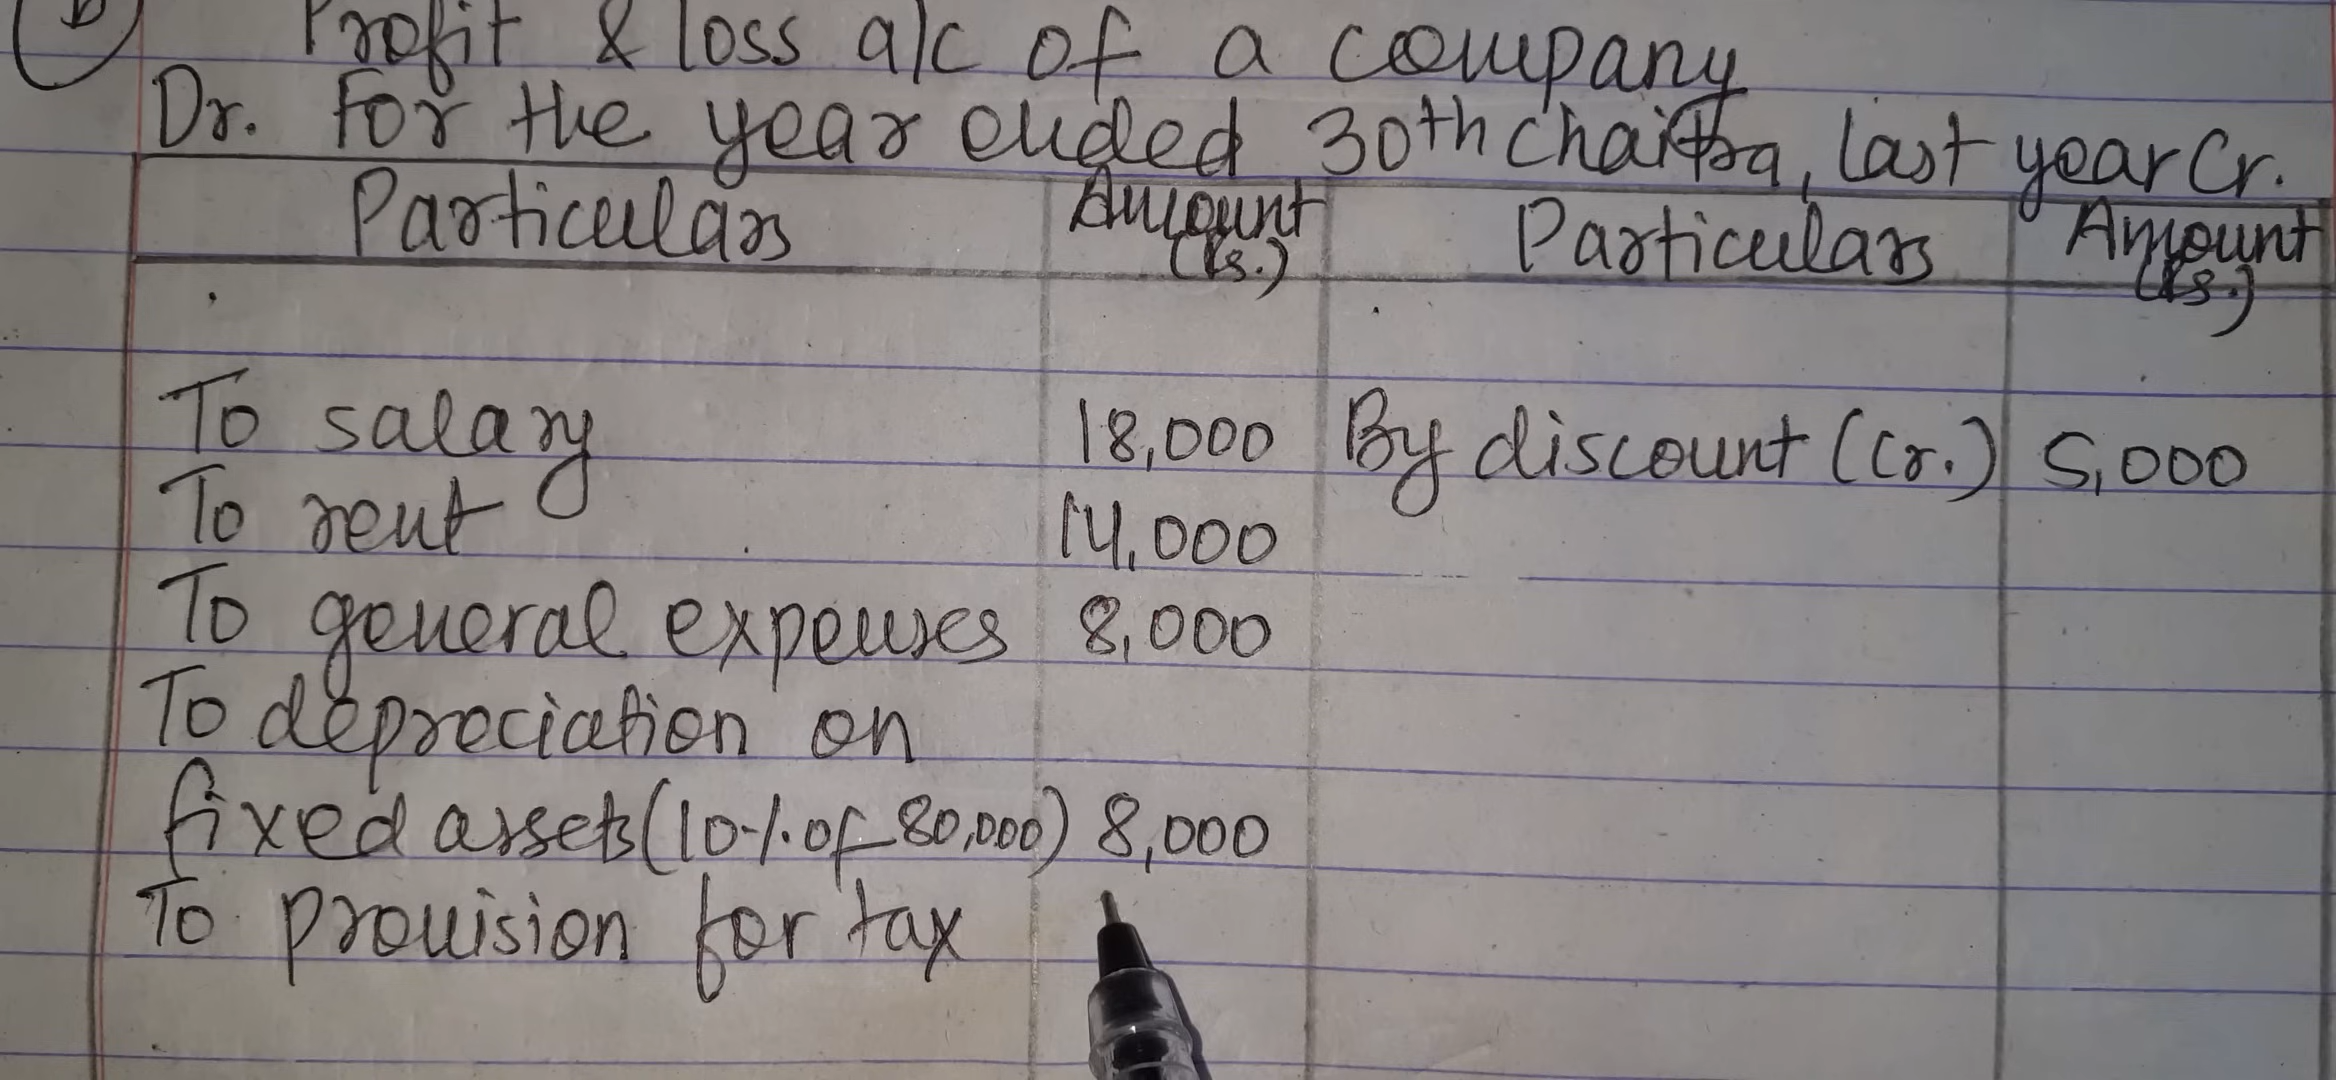 b
Profit & loss a/c of a company
Dr. For the year ended 30th chaitra, last year Cr.
Particulars Amount (Rs.) Particulars Amount (Rs.)
To salary 18,000 By discount (Cr.) 5,000
To rent 14,000
To general expenses 8,000
To depreciation on
fixed assets (10% of 80,000) 8,000
To provision for tax